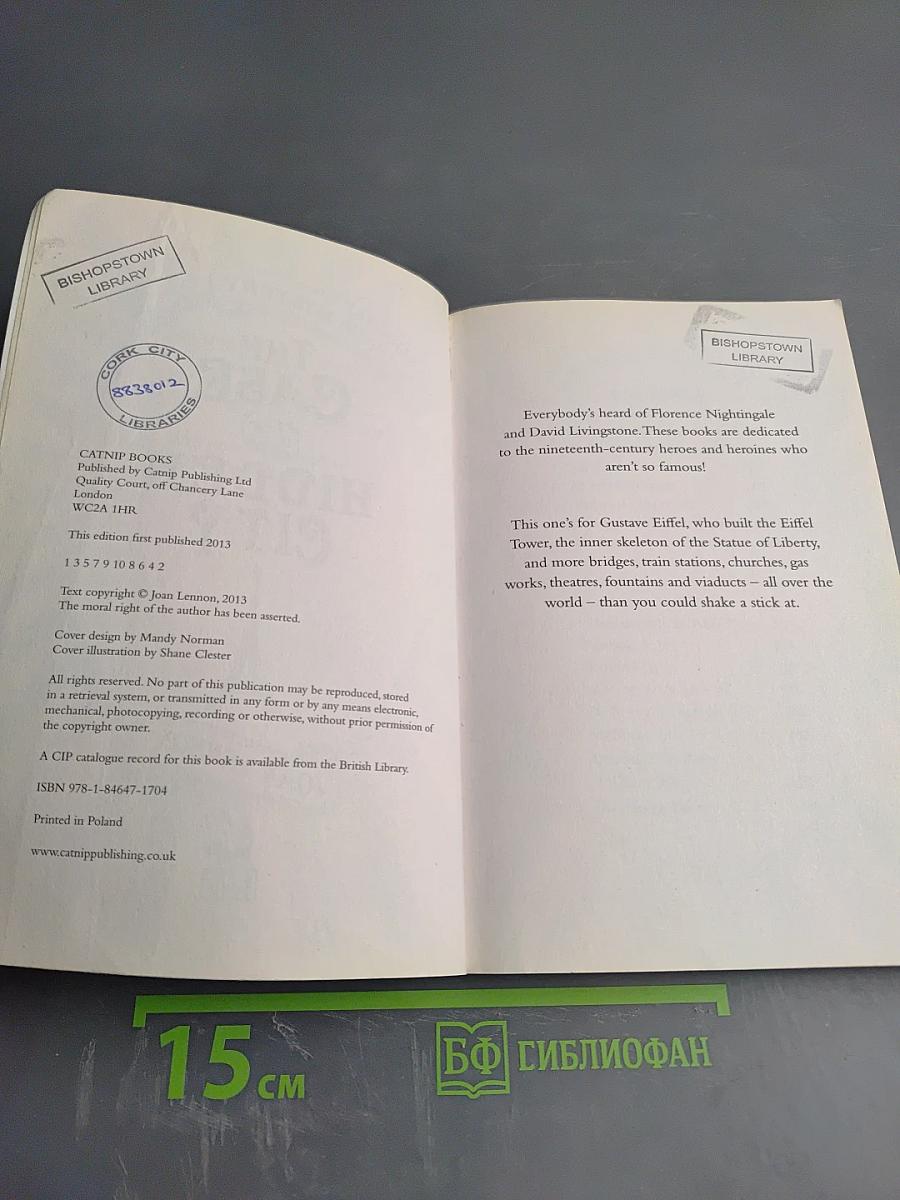 BISHOPSTOWN
LIBRARY
CORK CITY
8838012
LIBRARIES
CATNIP BOOKS
Published by Catnip Publishing Ltd
Quality Court, off Chancery Lane
London
WC2A 1HR
This edition first published 2013
1 3 5 7 9 10 8 6 4 2
Text copyright © Joan Lennon, 2013
The moral right of the author has been asserted.
Cover design by Mandy Norman
Cover illustration by Shane Clester
All rights reserved. No part of this publication may be reproduced, stored
in a retrieval system, or transmitted in any form or by any means electronic,
mechanical, photocopying, recording or otherwise, without prior permission of
the copyright owner.
A CIP catalogue record for this book is available from the British Library.
ISBN 978-1-84647-1704
Printed in Poland
www.catnippublishing.co.uk
BISHOPSTOWN
LIBRARY
Everybody's heard of Florence Nightingale
and David Livingstone. These books are dedicated
to the nineteenth-century heroes and heroines who
aren't so famous!
This one's for Gustave Eiffel, who built the Eiffel
Tower, the inner skeleton of the Statue of Liberty,
and more bridges, train stations, churches, gas
works, theatres, fountains and viaducts – all over the
world – than you could shake a stick at.
15 см
БФ БИБЛИОФАН